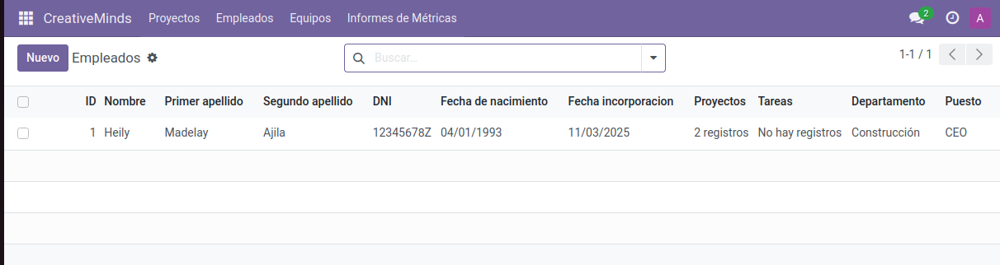 CreativeMinds Proyectos Empleados Equipos Informes de Métricas 2 A
Nuevo Empleados Buscar... 1-1 / 1
ID Nombre Primer apellido Segundo apellido DNI Fecha de nacimiento Fecha incorporacion Proyectos Tareas Departamento Puesto
1 Heily Madelay Ajila 12345678Z 04/01/1993 11/03/2025 2 registros No hay registros Construcción CEO